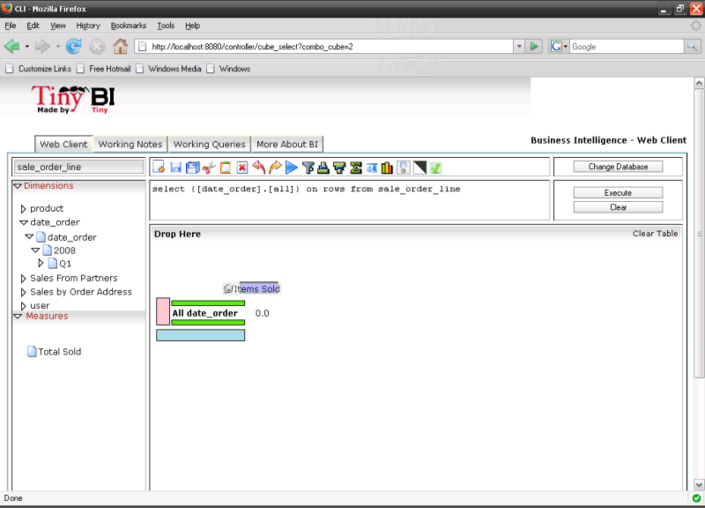 CLI - Mozilla Firefox
File Edit View History Bookmarks Tools Help
http://localhost:8080/controller/cube_select?combo_cube=2
G Google
Customize Links Free Hotmail Windows Media Windows
Tiny BI
Made by Tiny
Web Client Working Notes Working Queries More About BI
Business Intelligence - Web Client
sale_order_line
Change Database
Dimensions
select ([date_order].[all]) on rows from sale_order_line
Execute
Clear
product
date_order
date_order
2008
Q1
Sales From Partners
Sales by Order Address
user
Measures
Total Sold
Drop Here
Clear Table
Items Sold
All date_order 0.0
Done